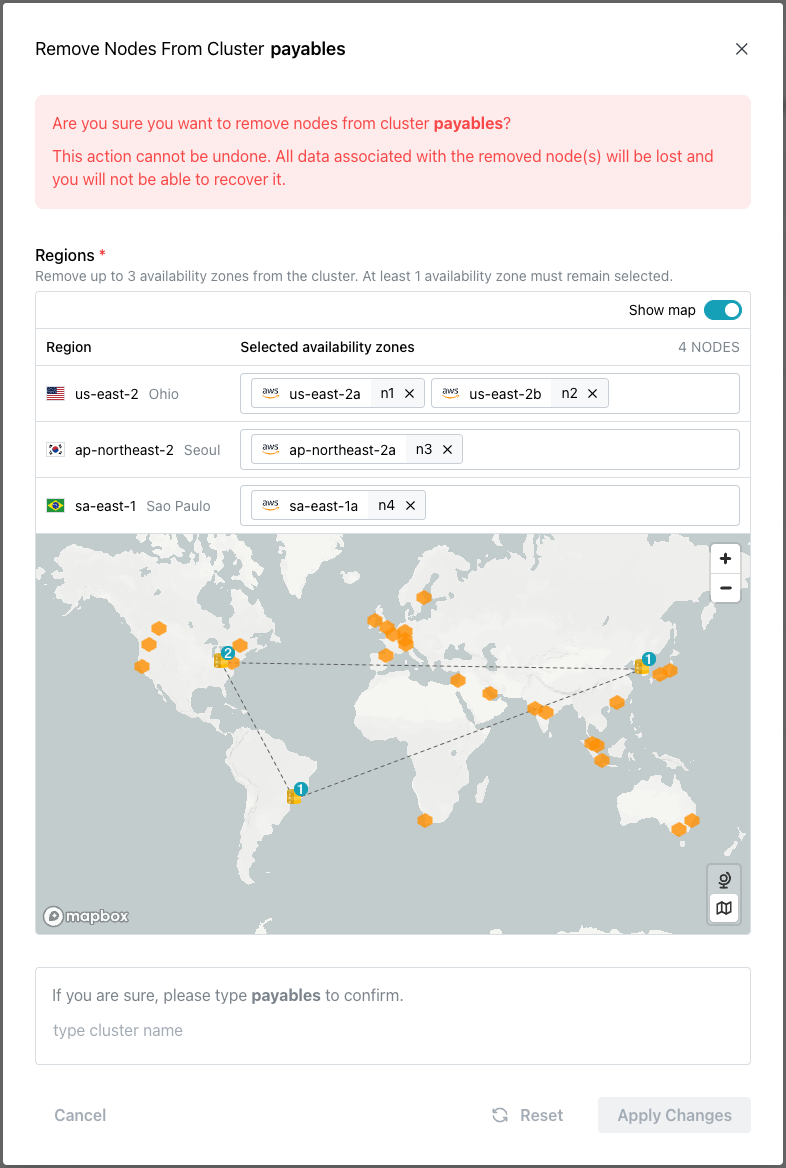 Remove Nodes From Cluster payables
Are you sure you want to remove nodes from cluster payables?
This action cannot be undone. All data associated with the removed node(s) will be lost and
you will not be able to recover it.
Regions *
Remove up to 3 availability zones from the cluster. At least 1 availability zone must remain selected.
Show map
Region Selected availability zones 4 NODES
us-east-2 Ohio aws us-east-2a n1 × aws us-east-2b n2 ×
ap-northeast-2 Seoul aws ap-northeast-2a n3 ×
sa-east-1 Sao Paulo aws sa-east-1a n4 ×
+
−
2
1
1
mapbox
If you are sure, please type payables to confirm.
type cluster name
Cancel Reset Apply Changes